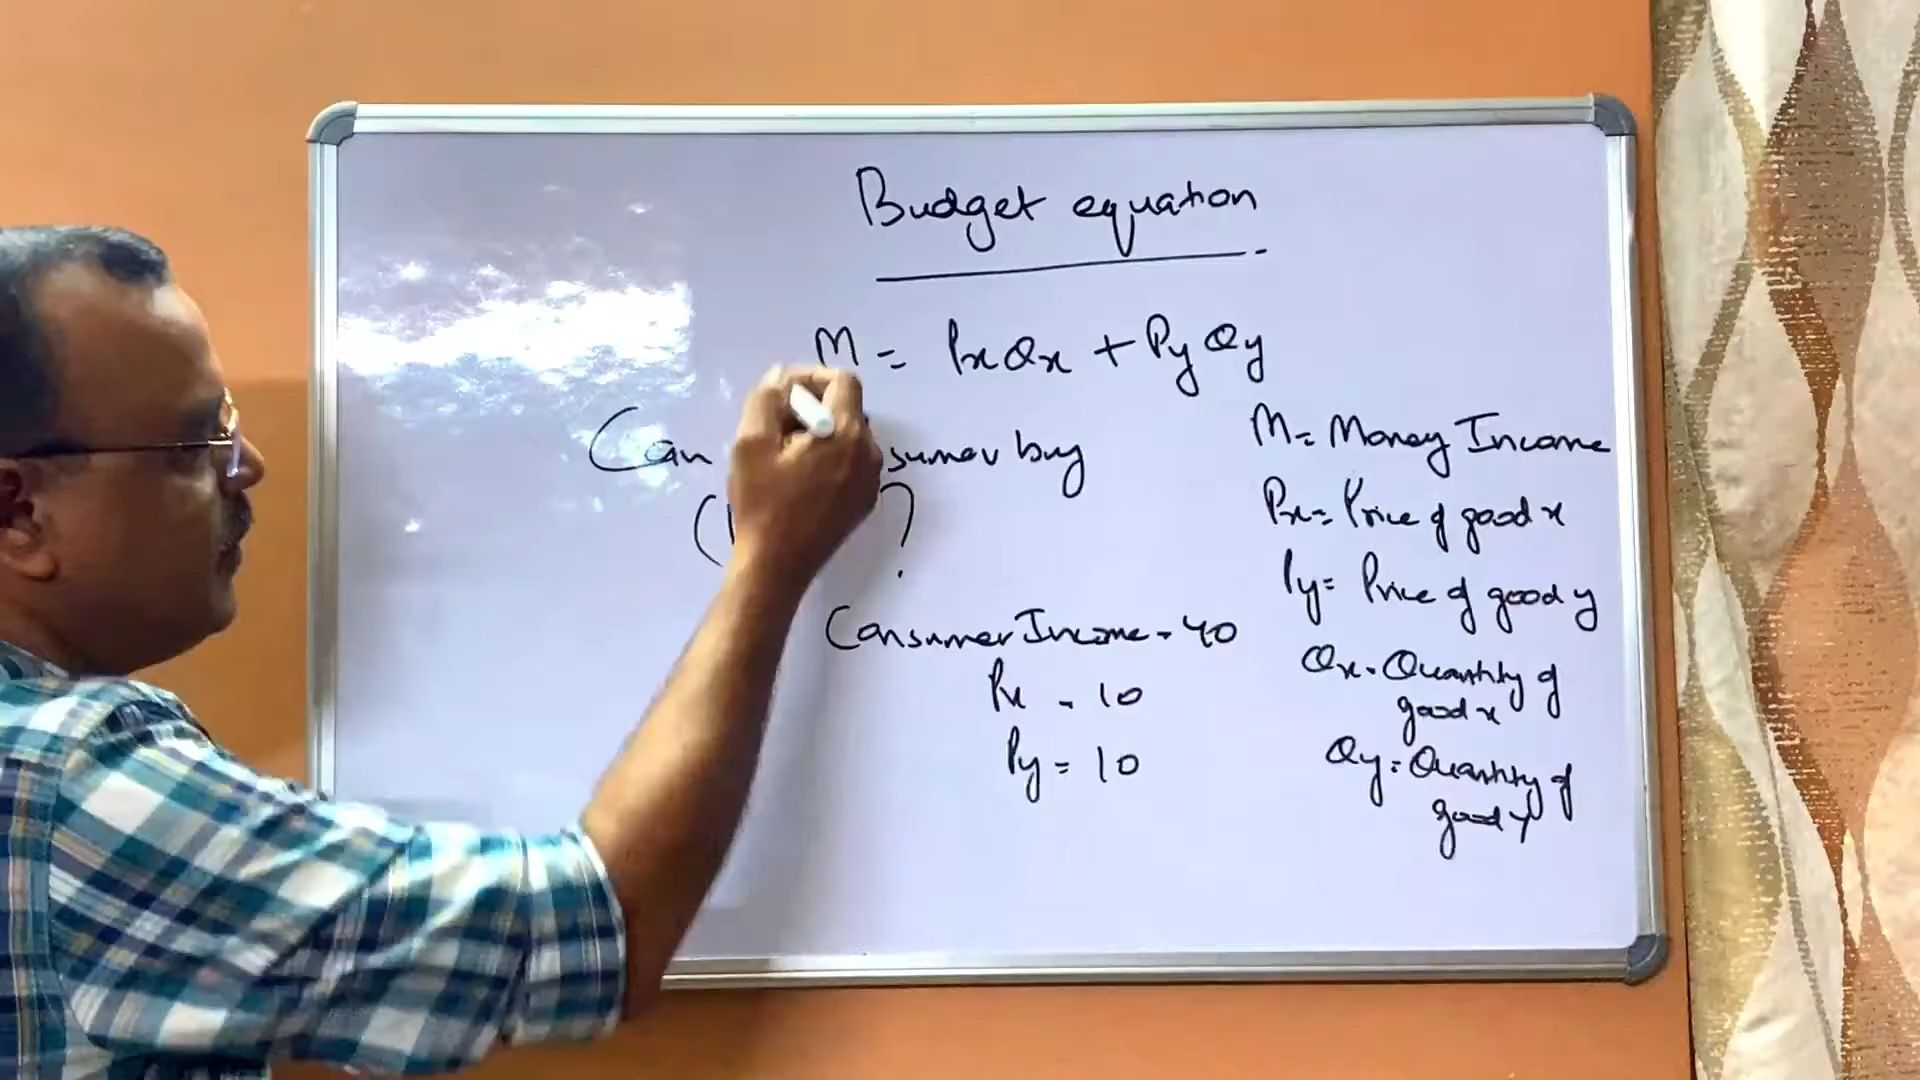 Budget equation
M = PxQx + PyQy
Can sumer buy
( ?
Consumer Income - 40
Px - 10
Py = 10
M = Money Income
Px = Price of good x
Py = Price of good y
Qx - Quantity of
good x
Qy = Quantity of
good y